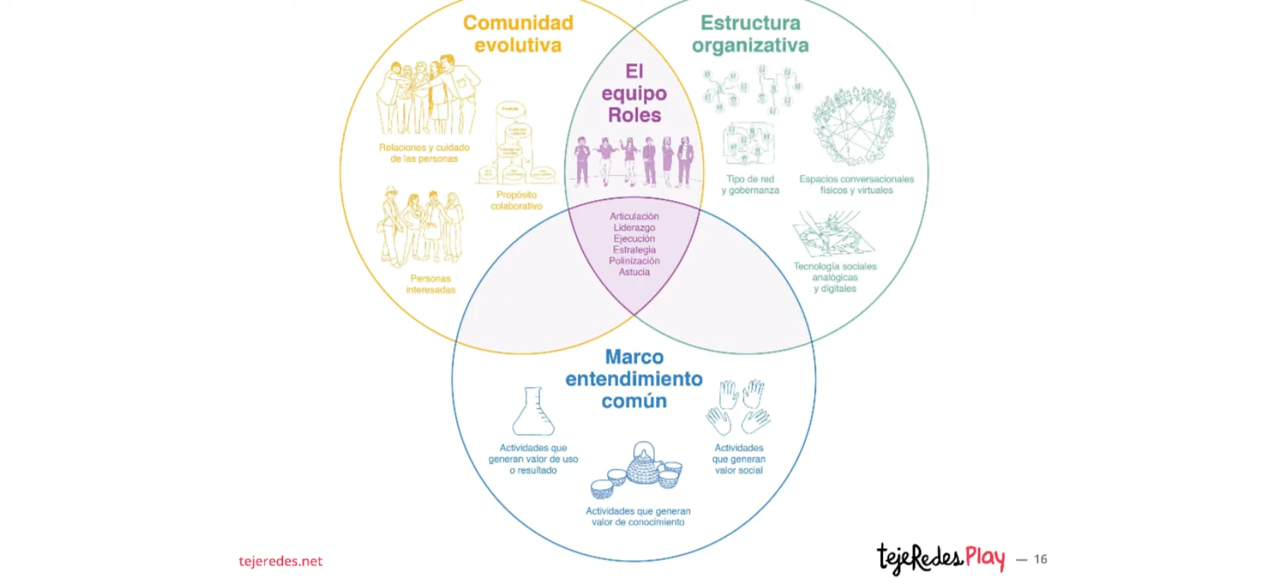 Comunidad
evolutiva
Estructura
organizativa
El
equipo
Roles
Relaciones y cuidado
de las personas
Propósito
colaborativo
Personas
interesadas
Tipo de red
y gobernanza
Espacios conversacionales
físicos y virtuales
Tecnología sociales
analógicas
y digitales
Articulación
Liderazgo
Ejecución
Estrategia
Polinización
Astucia
Marco
entendimiento
común
Actividades que
generan valor de uso
o resultado
Actividades que generan
valor de conocimiento
Actividades
que generan
valor social
tejeredes.net
tejeRedes Play — 16